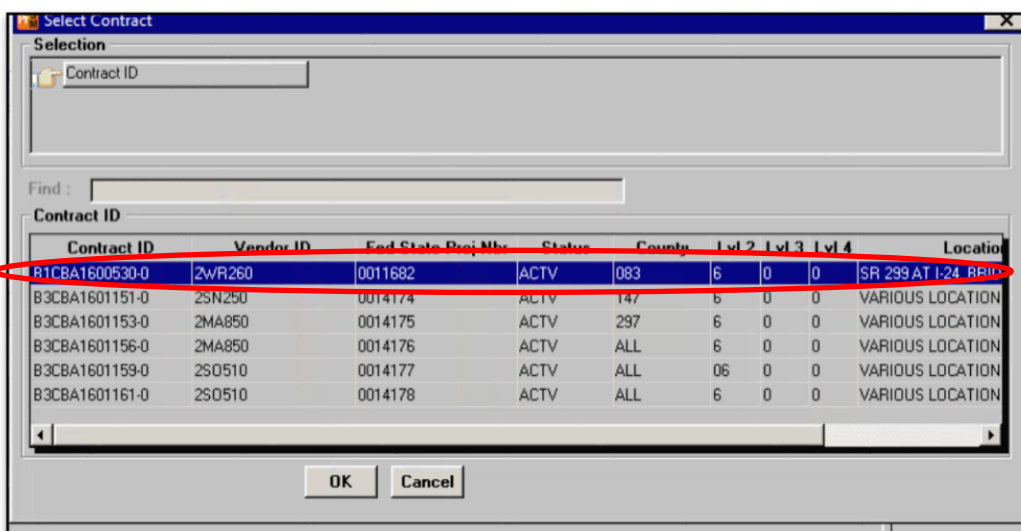 Select Contract
Selection
Contract ID
Find :
Contract ID
Contract ID Vendor ID Fed State Proj Nbr Status County Lvl 2 Lvl 3 Lvl 4 Location
B1CBA1600530-0 2WR260 0011682 ACTV 083 6 0 0 SR 299 AT I-24
B3CBA1601151-0 2SN250 0014174 ACTV 147 6 0 0 VARIOUS LOCATION
B3CBA1601153-0 2MA850 0014175 ACTV 297 6 0 0 VARIOUS LOCATION
B3CBA1601156-0 2MA850 0014176 ACTV ALL 6 0 0 VARIOUS LOCATION
B3CBA1601159-0 2SO510 0014177 ACTV ALL 06 0 0 VARIOUS LOCATION
B3CBA1601161-0 2SO510 0014178 ACTV ALL 6 0 0 VARIOUS LOCATION
OK Cancel